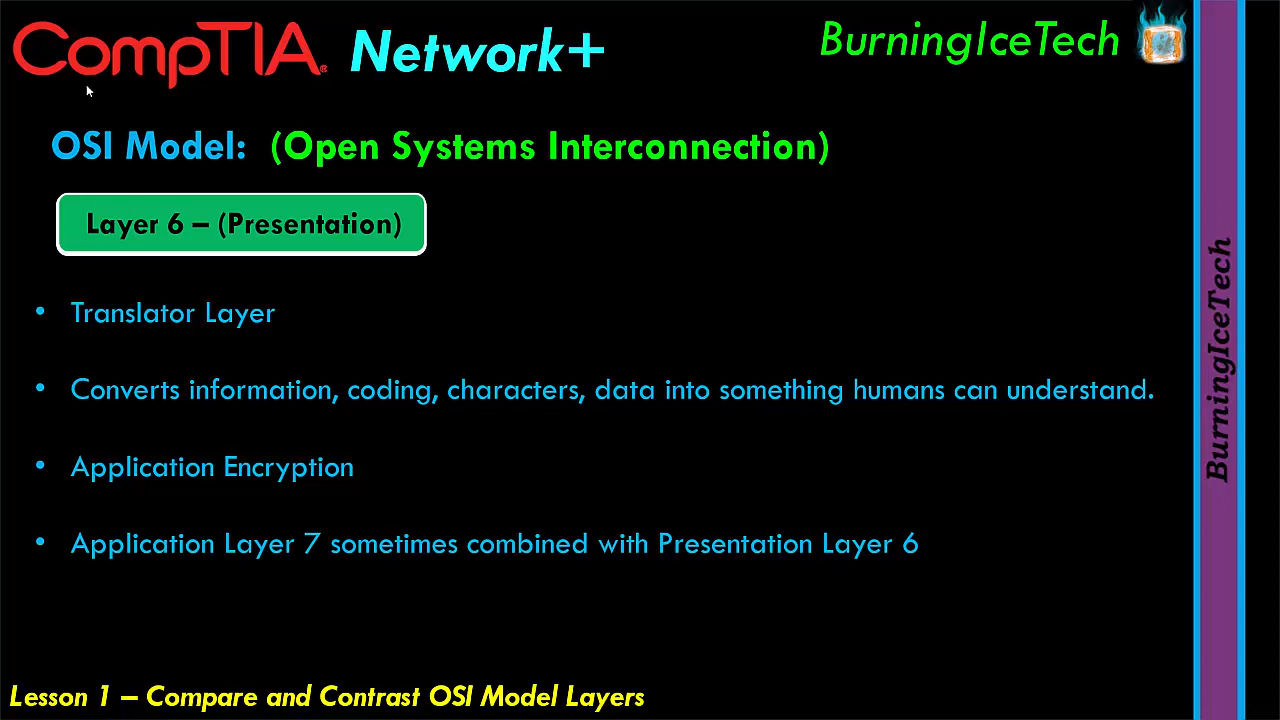 CompTIA® Network+
BurningIceTech
OSI Model: (Open Systems Interconnection)
Layer 6 – (Presentation)
• Translator Layer
• Converts information, coding, characters, data into something humans can understand.
• Application Encryption
• Application Layer 7 sometimes combined with Presentation Layer 6
BurningIceTech
Lesson 1 – Compare and Contrast OSI Model Layers